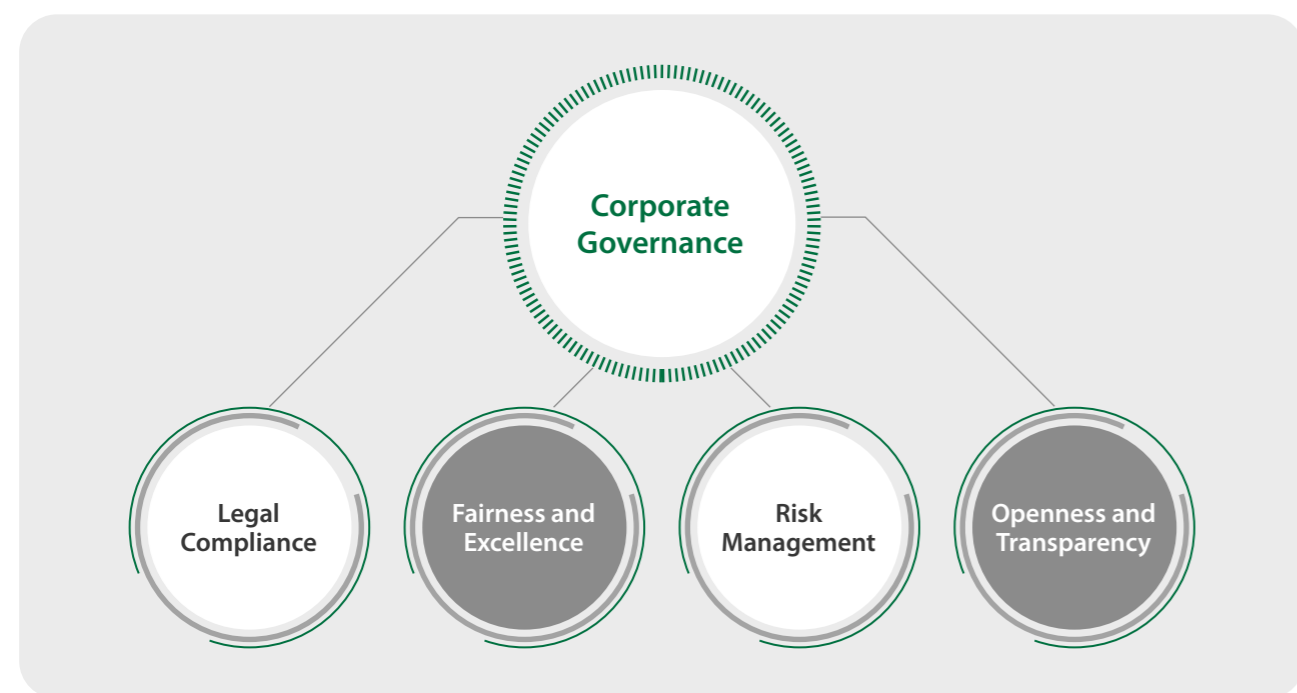 Corporate
Governance
Legal
Compliance
Fairness and
Excellence
Risk
Management
Openness and
Transparency